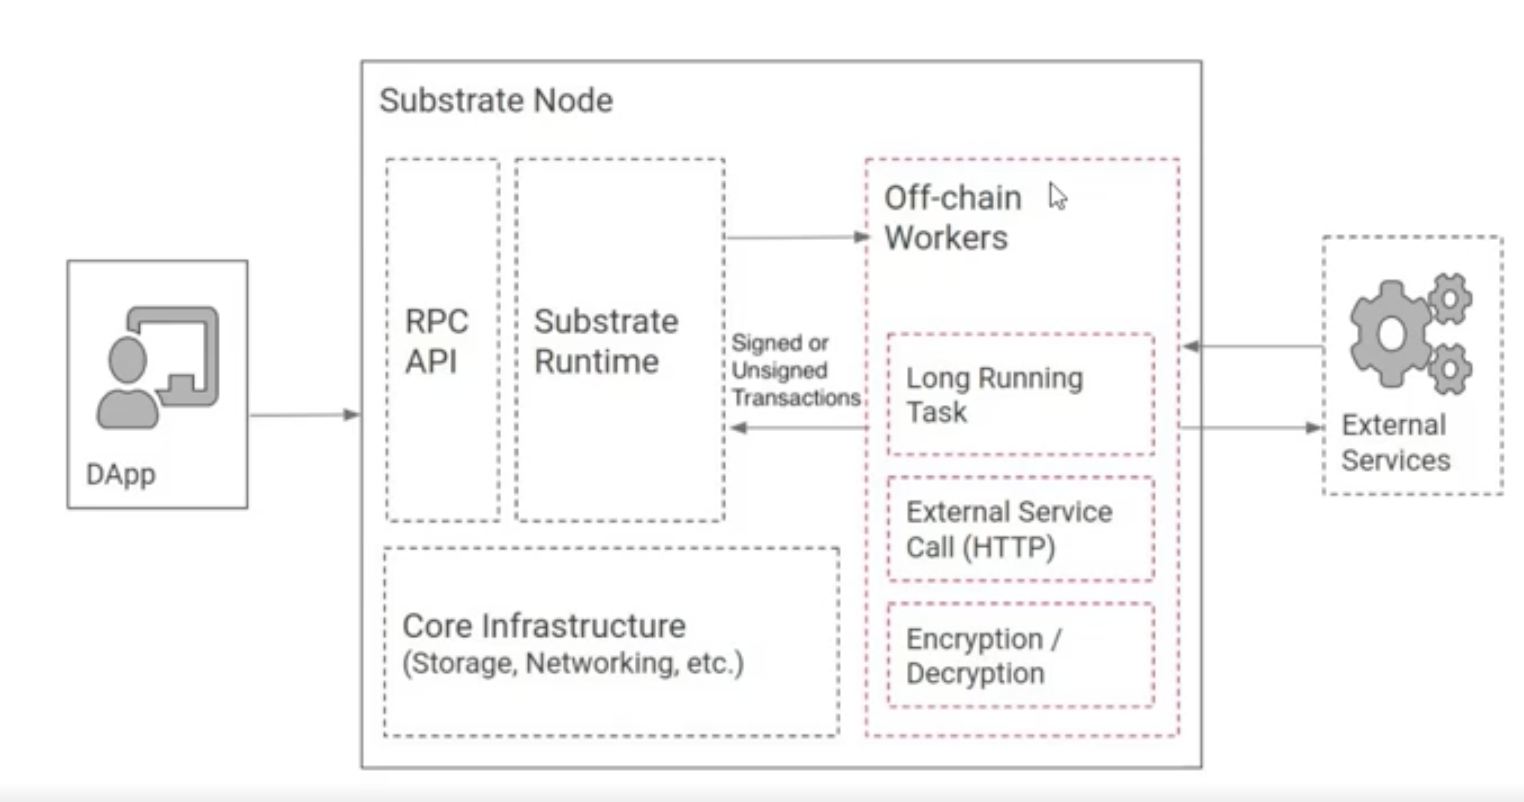 Substrate Node
DApp
RPC
API
Substrate
Runtime
Signed or
Unsigned
Transactions
Core Infrastructure
(Storage, Networking, etc.)
Off-chain
Workers
Long Running
Task
External Service
Call (HTTP)
Encryption /
Decryption
External
Services